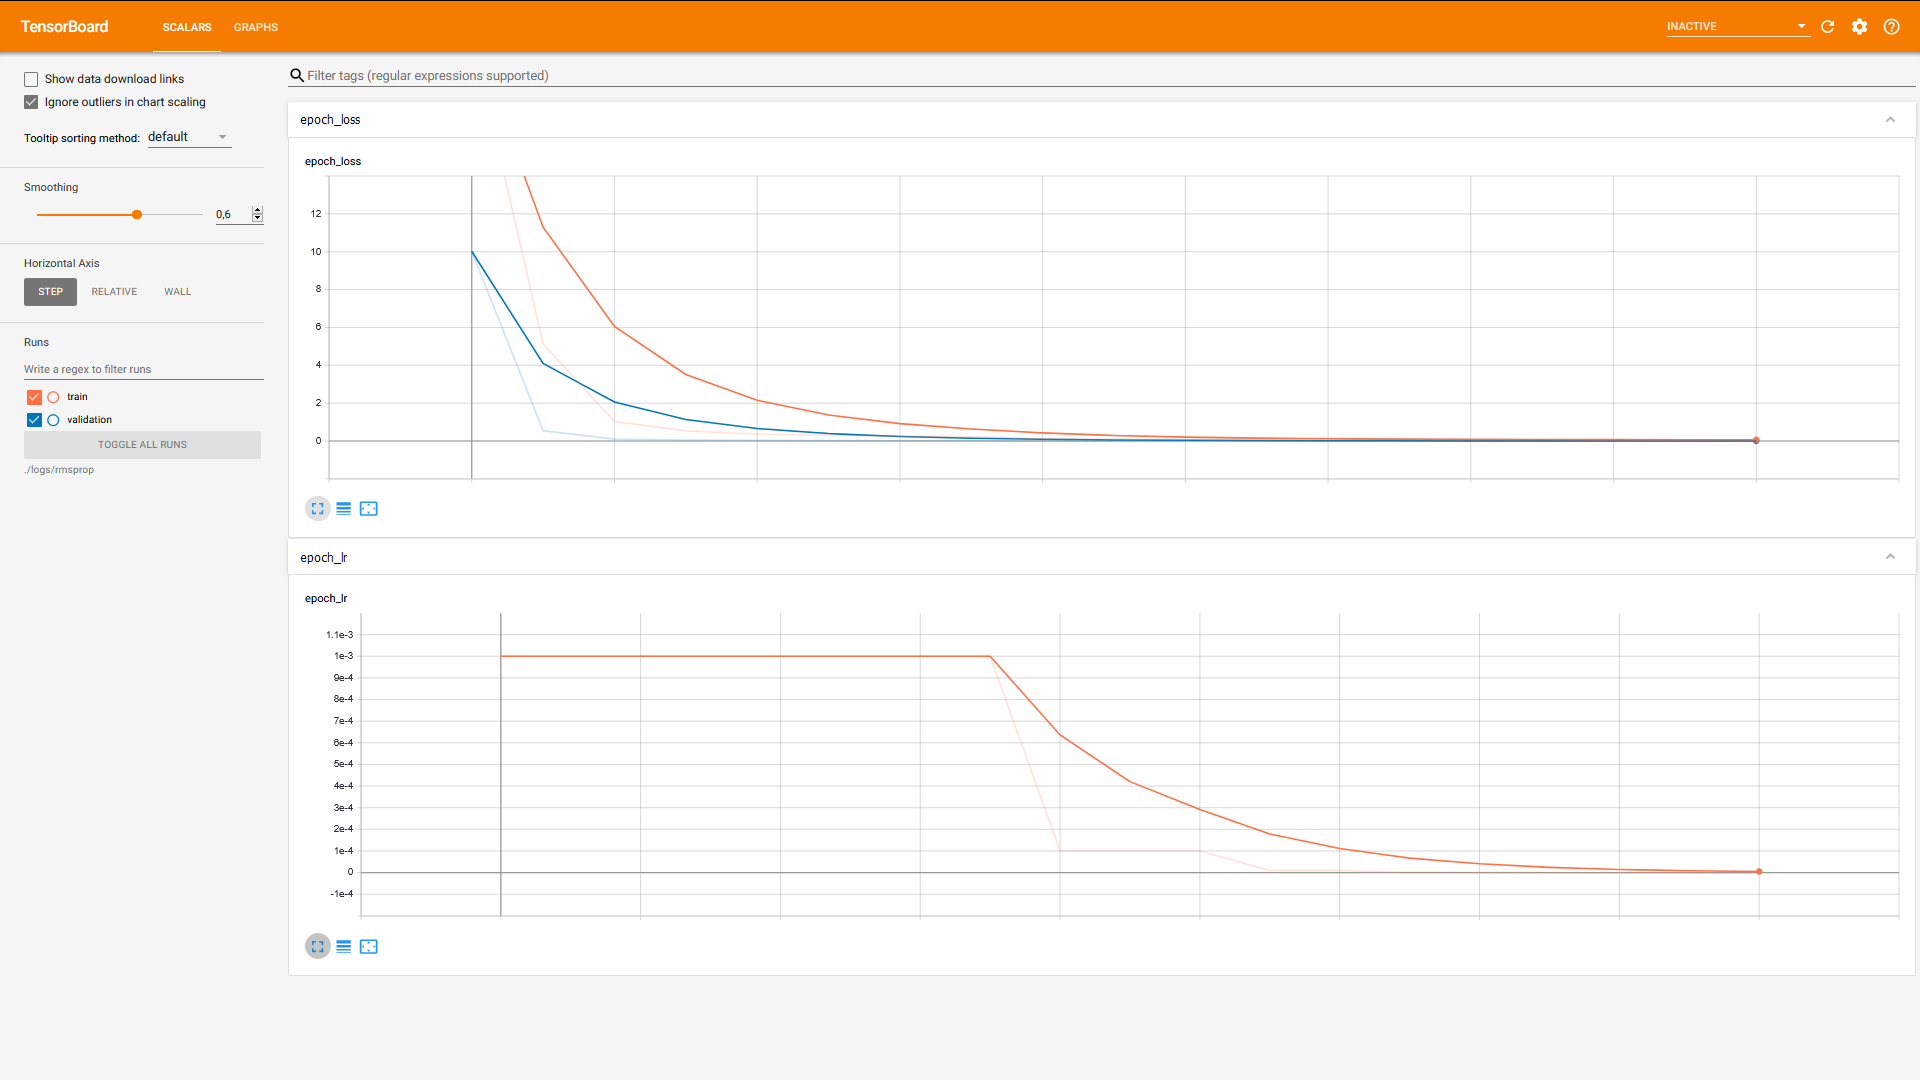 TensorBoard
SCALARS
GRAPHS
INACTIVE
Show data download links
Ignore outliers in chart scaling
Tooltip sorting method: default
Smoothing
0,6
Horizontal Axis
STEP
RELATIVE
WALL
Runs
Write a regex to filter runs
train
validation
TOGGLE ALL RUNS
./logs/rmsprop
Filter tags (regular expressions supported)
epoch_loss
epoch_loss
12
10
8
6
4
2
0
epoch_lr
epoch_lr
1.1e-3
1e-3
9e-4
8e-4
7e-4
6e-4
5e-4
4e-4
3e-4
2e-4
1e-4
0
-1e-4